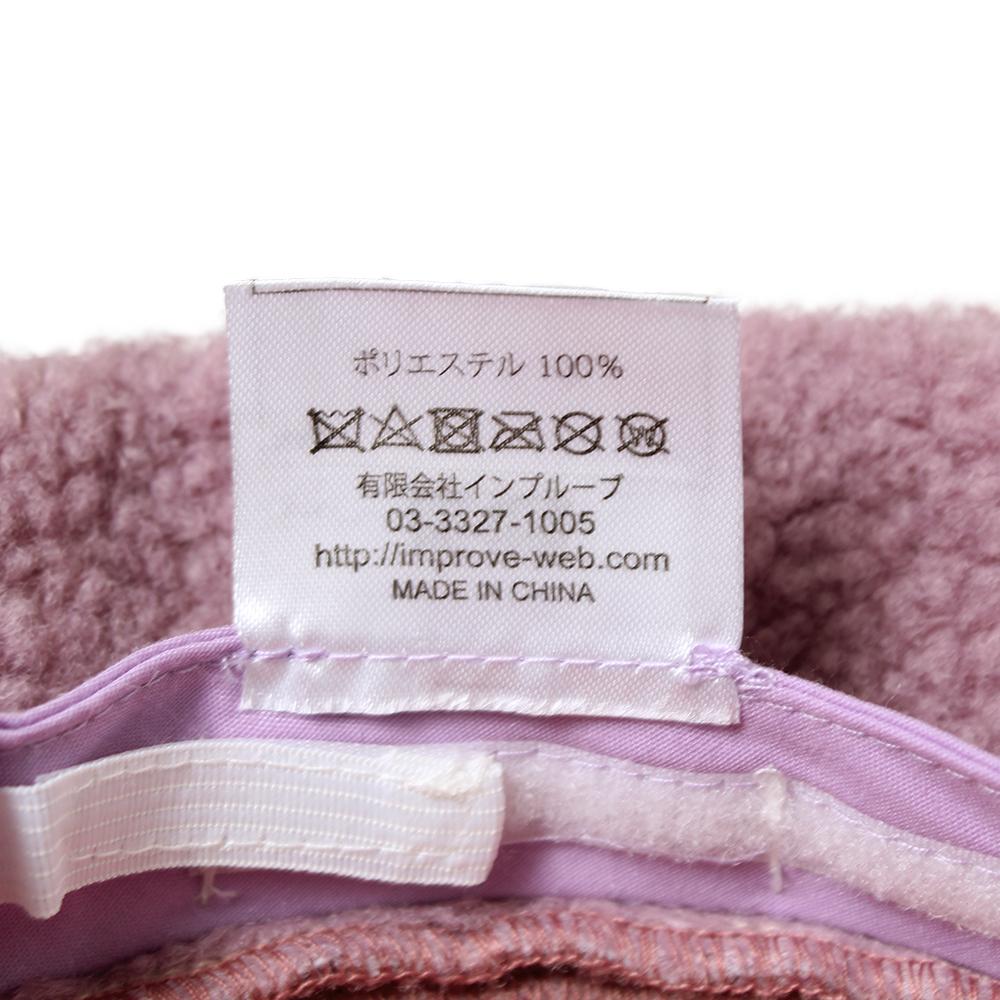 ポリエステル 100%
有限会社インプルーブ
03-3327-1005
http://improve-web.com
MADE IN CHINA